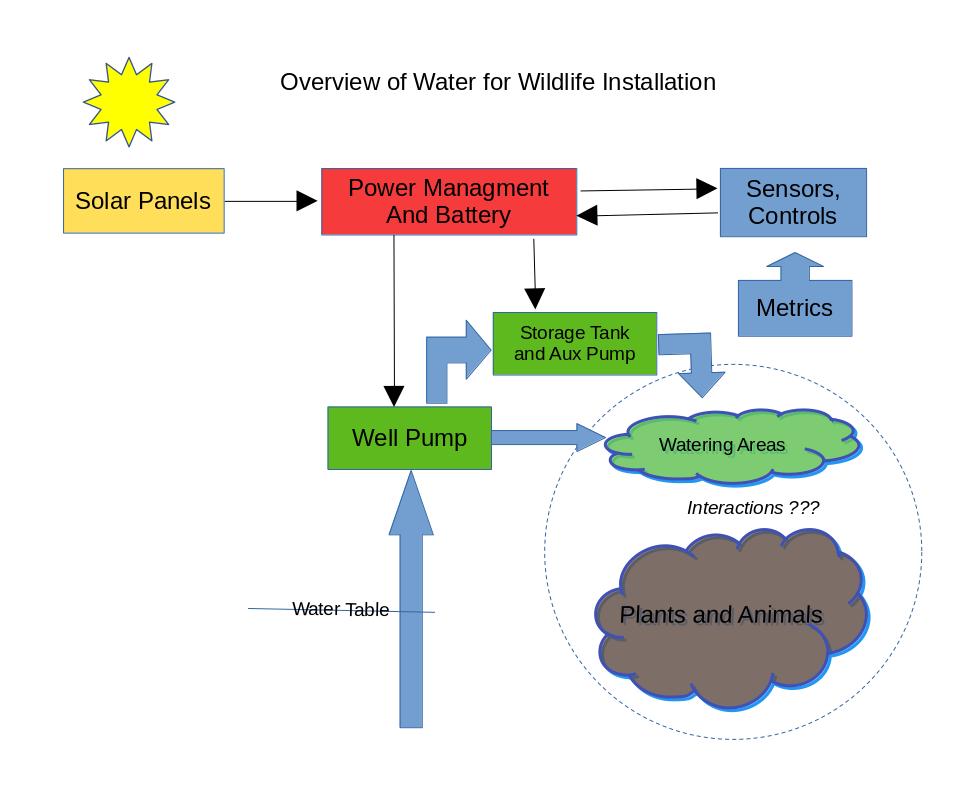 Overview of Water for Wildlife Installation
Solar Panels
Power Managment
And Battery
Sensors,
Controls
Metrics
Storage Tank
and Aux Pump
Well Pump
Watering Areas
Interactions ???
Water Table
Plants and Animals